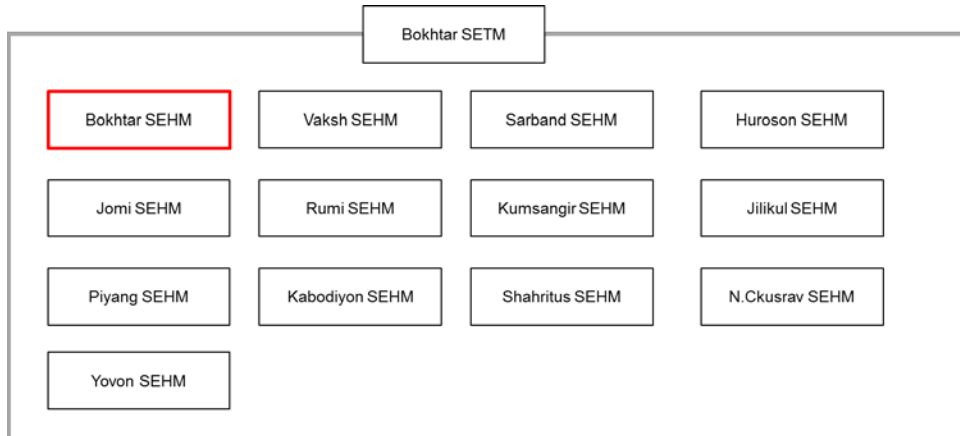 Bokhtar SETM
Bokhtar SEHM
Vaksh SEHM
Sarband SEHM
Huroson SEHM
Jomi SEHM
Rumi SEHM
Kumsangir SEHM
Jilikul SEHM
Piyang SEHM
Kabodiyon SEHM
Shahritus SEHM
N.Ckusrav SEHM
Yovon SEHM